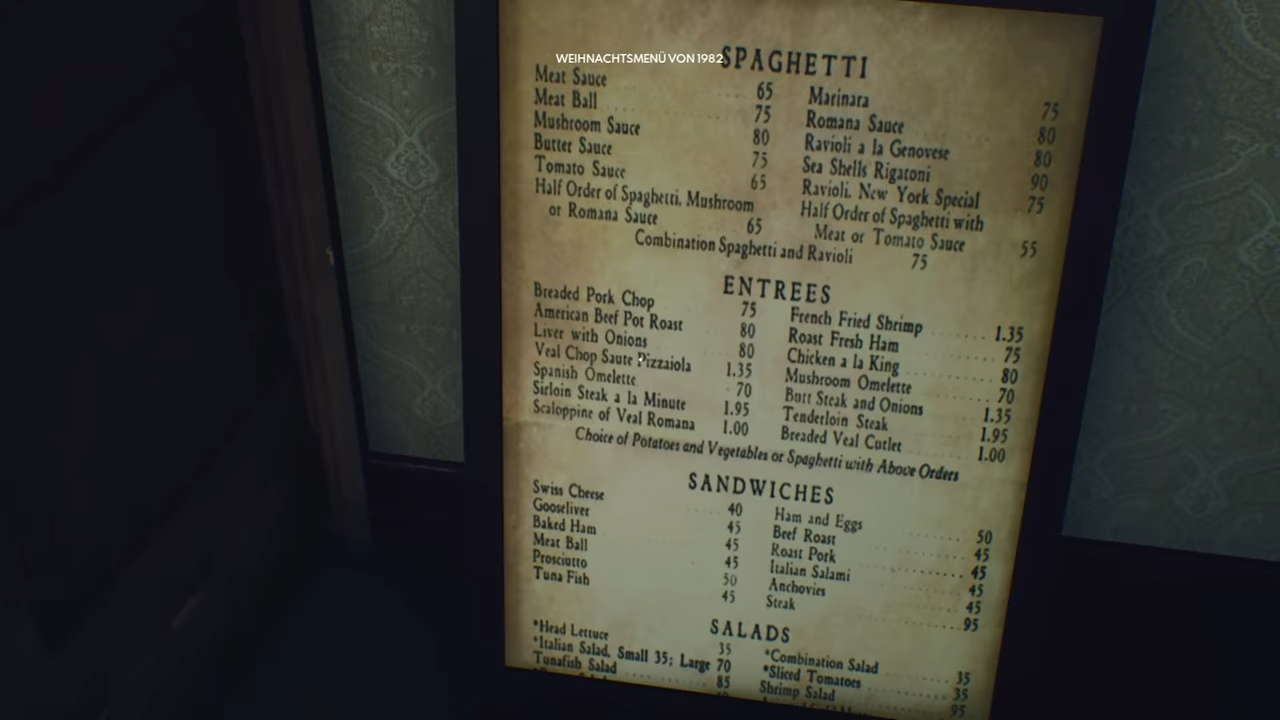 WEIHNACHTSMENÜ VON 1982
SPAGHETTI
Meat Sauce 65
Meat Ball 75
Mushroom Sauce 80
Butter Sauce 75
Tomato Sauce 65
Half Order of Spaghetti, Mushroom
or Romana Sauce 65
Marinara 75
Romana Sauce 80
Ravioli a la Genovese 80
Sea Shells Rigatoni 90
Ravioli, New York Special 75
Half Order of Spaghetti with
Meat or Tomato Sauce 55
Combination Spaghetti and Ravioli 75
ENTREES
Breaded Pork Chop 75
American Beef Pot Roast 80
Liver with Onions 80
Veal Chop Saute Pizzaiola 1.35
Spanish Omelette 70
Sirloin Steak a la Minute 1.95
Scaloppine of Veal Romana 1.00
French Fried Shrimp 1.35
Roast Fresh Ham 75
Chicken a la King 80
Mushroom Omelette 70
Butt Steak and Onions 1.35
Tenderloin Steak 1.95
Breaded Veal Cutlet 1.00
Choice of Potatoes and Vegetables or Spaghetti with Above Orders
SANDWICHES
Swiss Cheese 40
Gooseliver 45
Baked Ham 45
Meat Ball 45
Prosciutto 50
Tuna Fish 45
Ham and Eggs 50
Beef Roast 45
Roast Pork 45
Italian Salami 45
Anchovies 45
Steak 95
SALADS
*Head Lettuce 35
*Italian Salad, Small 35; Large 70
Tunafish Salad 85
*Combination Salad 35
*Sliced Tomatoes 35
Shrimp Salad 95